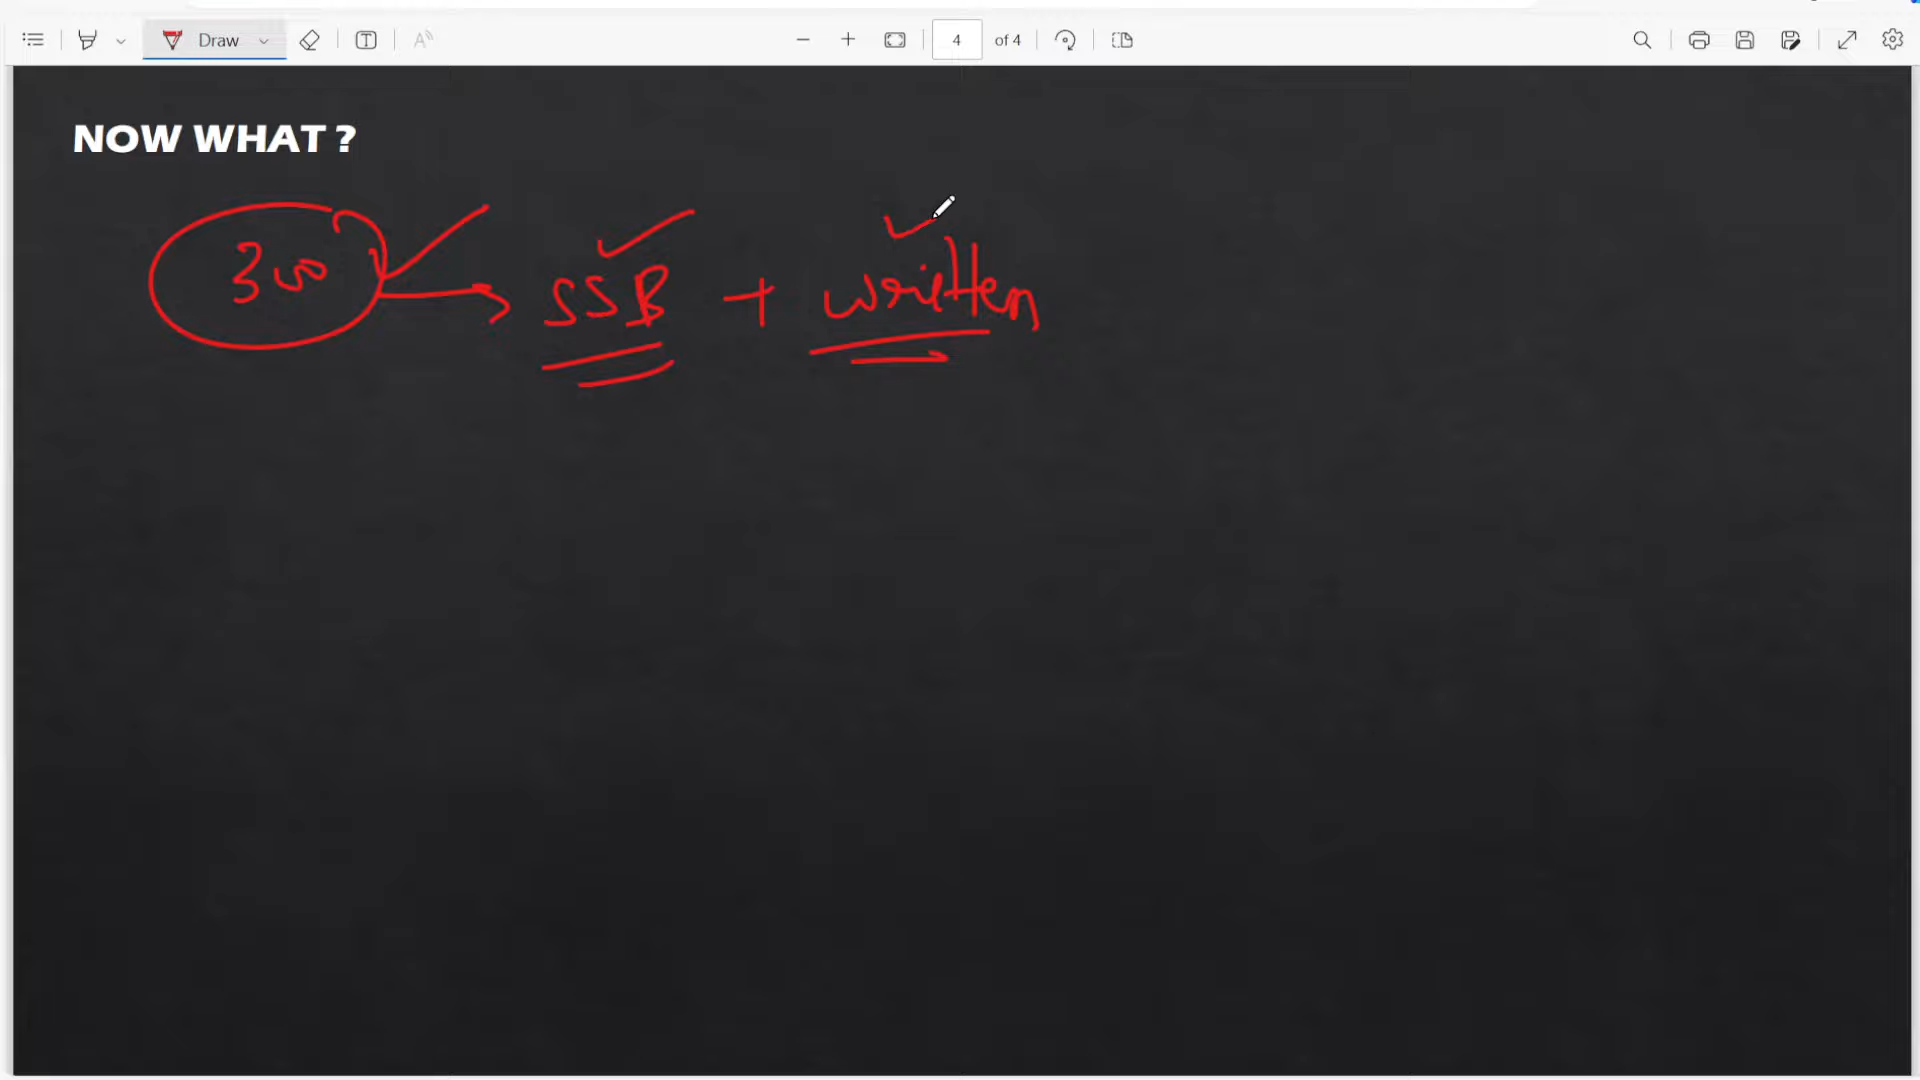 Draw
4 of 4
NOW WHAT ?
300 → SSB + written